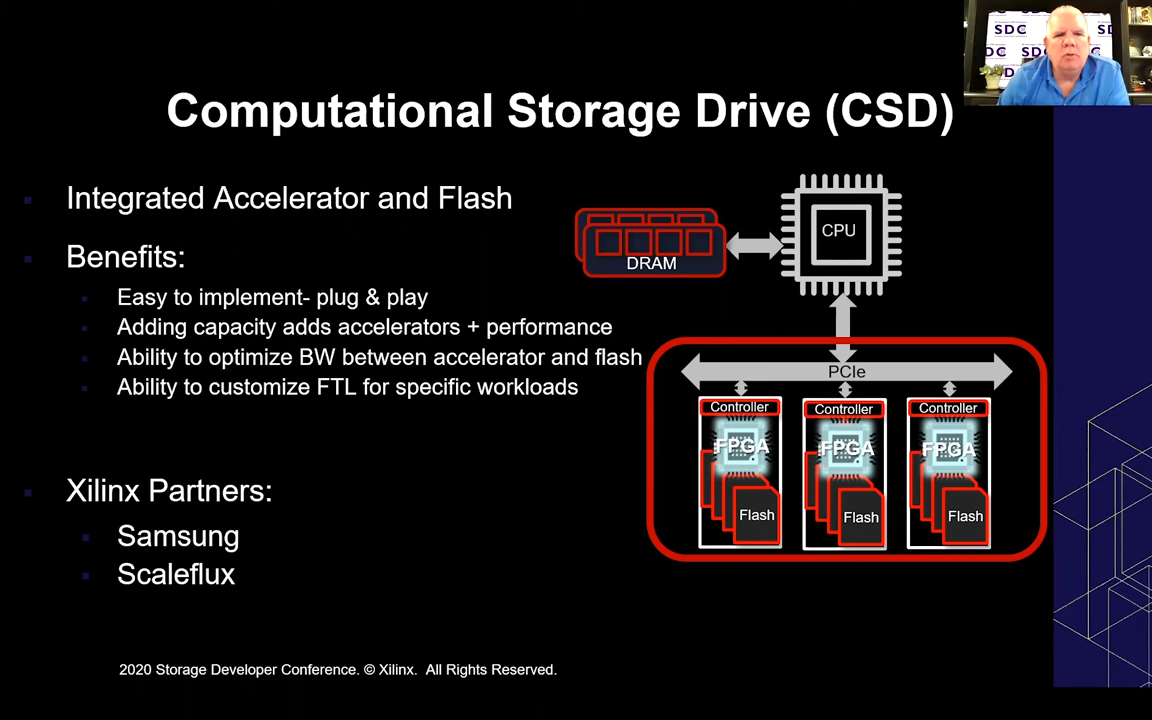 SDC
SDC
SDC
Computational Storage Drive (CSD)
Integrated Accelerator and Flash
Benefits:
Easy to implement- plug & play
Adding capacity adds accelerators + performance
Ability to optimize BW between accelerator and flash
Ability to customize FTL for specific workloads
Xilinx Partners:
Samsung
Scaleflux
CPU
DRAM
PCIe
Controller
Controller
Controller
FPGA
FPGA
FPGA
Flash
Flash
Flash
2020 Storage Developer Conference. © Xilinx. All Rights Reserved.